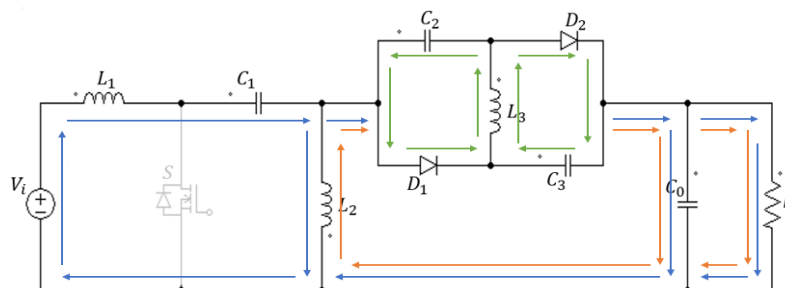 C₂
D₂
L₁
C₁
L₃
S
D₁
C₃
Vᵢ
L₂
C₀